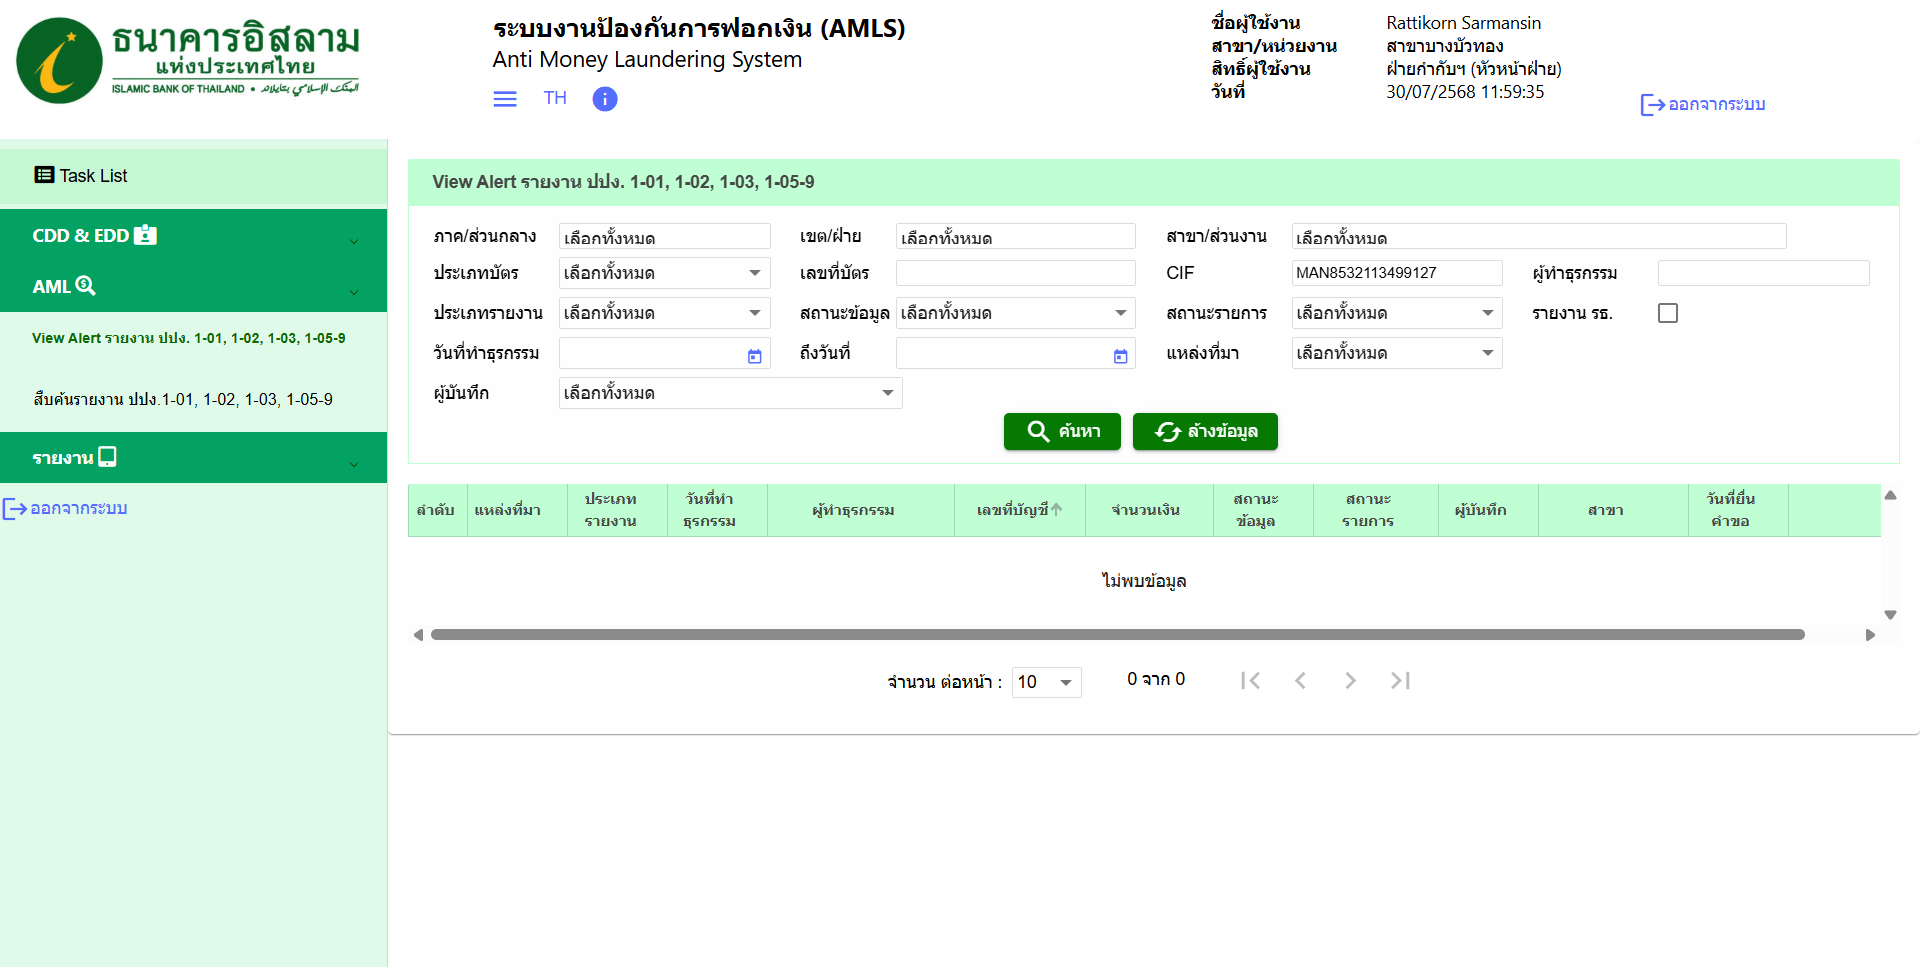 ธนาคารอิสลาม
แห่งประเทศไทย
ISLAMIC BANK OF THAILAND •
ระบบงานป้องกันการฟอกเงิน (AMLS)
Anti Money Laundering System
TH
ชื่อผู้ใช้งาน Rattikorn Sarmansin
สาขา/หน่วยงาน สาขาบางบัวทอง
สิทธิ์ผู้ใช้งาน ฝ่ายกำกับฯ (หัวหน้าฝ่าย)
วันที่ 30/07/2568 11:59:35
ออกจากระบบ
Task List
CDD & EDD
AML
View Alert รายงาน ปปง. 1-01, 1-02, 1-03, 1-05-9
สืบค้นรายงาน ปปง.1-01, 1-02, 1-03, 1-05-9
รายงาน
ออกจากระบบ
View Alert รายงาน ปปง. 1-01, 1-02, 1-03, 1-05-9
ภาค/ส่วนกลาง เลือกทั้งหมด เขต/ฝ่าย เลือกทั้งหมด สาขา/ส่วนงาน เลือกทั้งหมด
ประเภทบัตร เลือกทั้งหมด เลขที่บัตร CIF MAN8532113499127 ผู้ทำธุรกรรม
ประเภทรายงาน เลือกทั้งหมด สถานะข้อมูล เลือกทั้งหมด สถานะรายการ เลือกทั้งหมด รายงาน รธ.
วันที่ทำธุรกรรม ถึงวันที่ แหล่งที่มา เลือกทั้งหมด
ผู้บันทึก เลือกทั้งหมด
ค้นหา ล้างข้อมูล
ลำดับ แหล่งที่มา ประเภทรายงาน วันที่ทำธุรกรรม ผู้ทำธุรกรรม เลขที่บัญชี จำนวนเงิน สถานะข้อมูล สถานะรายการ ผู้บันทึก สาขา วันที่ยื่นคำขอ
ไม่พบข้อมูล
จำนวน ต่อหน้า : 10 0 จาก 0